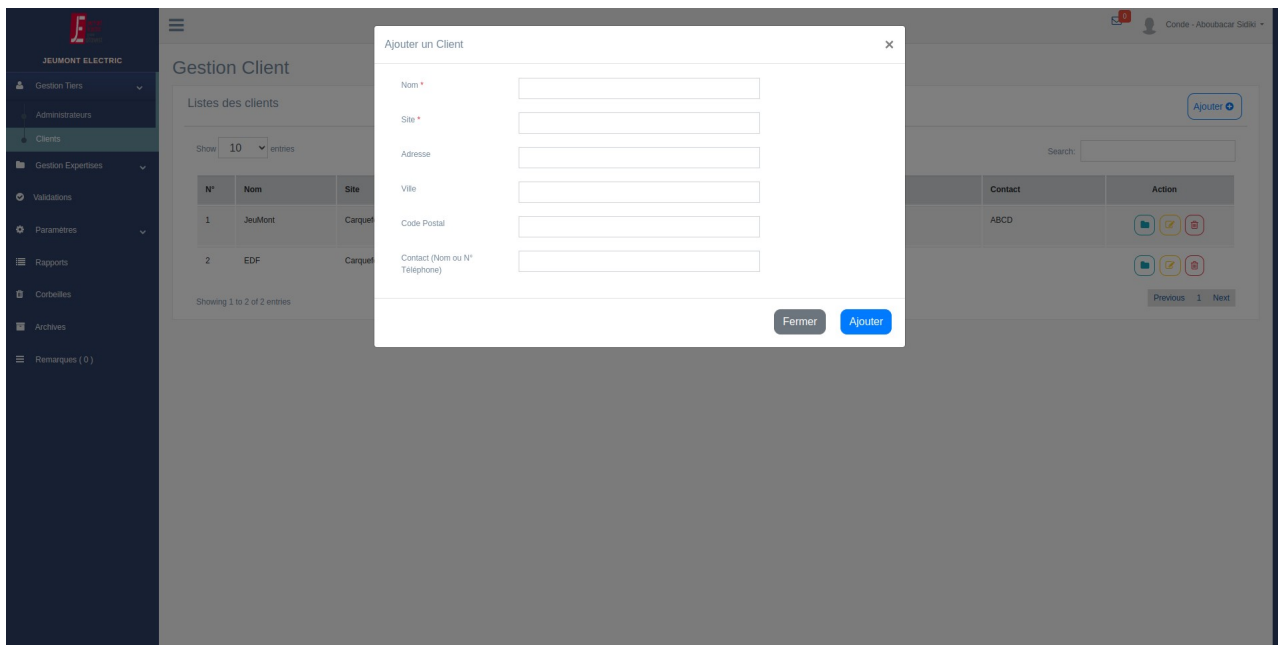 JEUMONT ELECTRIC
Gestion Tiers
Administrateurs
Clients
Gestion Expertises
Validations
Paramètres
Rapports
Corbeilles
Archives
Remarques ( 0 )
0
Conde - Aboubacar Sidiki
Gestion Client
Listes des clients
Ajouter
Show 10 entries
Search:
N° Nom Site Contact Action
1 JeuMont Carquef ABCD
2 EDF Carquef
Showing 1 to 2 of 2 entries
Previous 1 Next
Ajouter un Client
×
Nom *
Site *
Adresse
Ville
Code Postal
Contact (Nom ou N°
Téléphone)
Fermer Ajouter